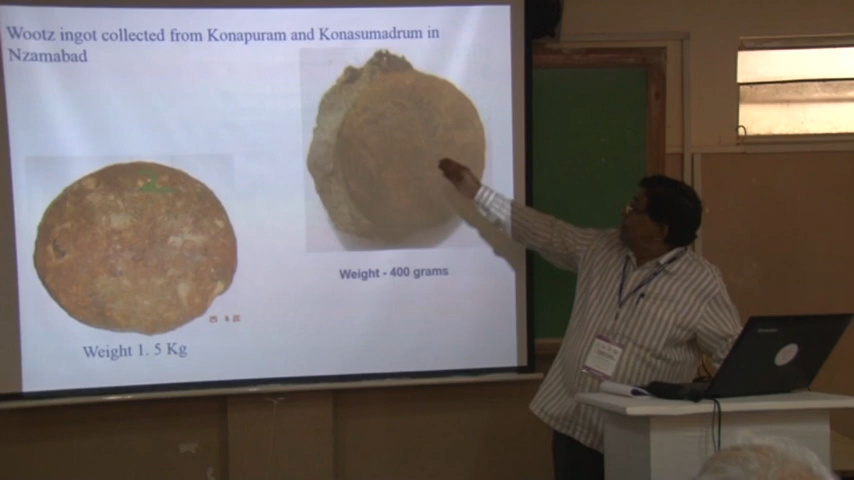 Wootz ingot collected from Konapuram and Konasumadrum in
Nzamabad
Weight - 400 grams
Weight 1. 5 Kg